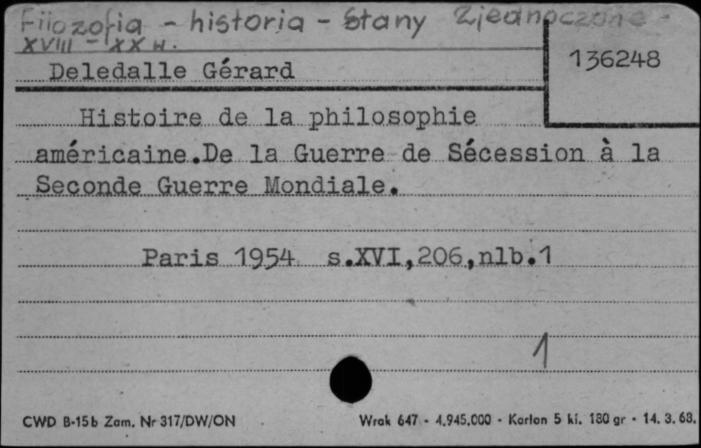 Filozofia - historia - Stany Zjednoczone -
XVIII - XX w.
136248
Deledalle Gérard
Histoire de la philosophie
américaine.De la Guerre de Sécession à la
Seconde Guerre Mondiale.
Paris 1954 s.XVI,206,nlb.1
1
CWD B-15b Zam. Nr 317/DW/ON Wrak 647 - 4.945.000 - Karton 5 kl. 180 gr - 14. 3. 68.